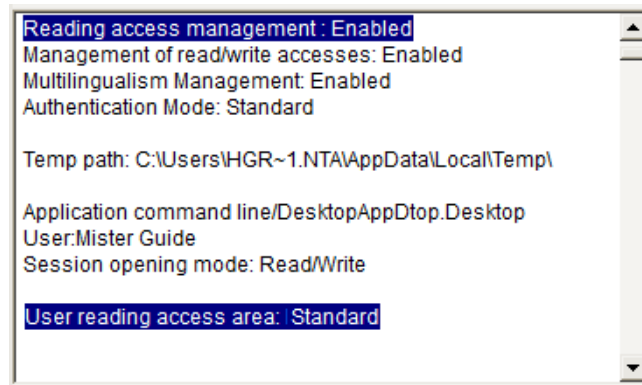 Reading access management : Enabled
Management of read/write accesses: Enabled
Multilingualism Management: Enabled
Authentication Mode: Standard
Temp path: C:\Users\HGR~1.NTA\AppData\Local\Temp\
Application command line/DesktopAppDtop.Desktop
User:Mister Guide
Session opening mode: Read/Write
User reading access area: Standard